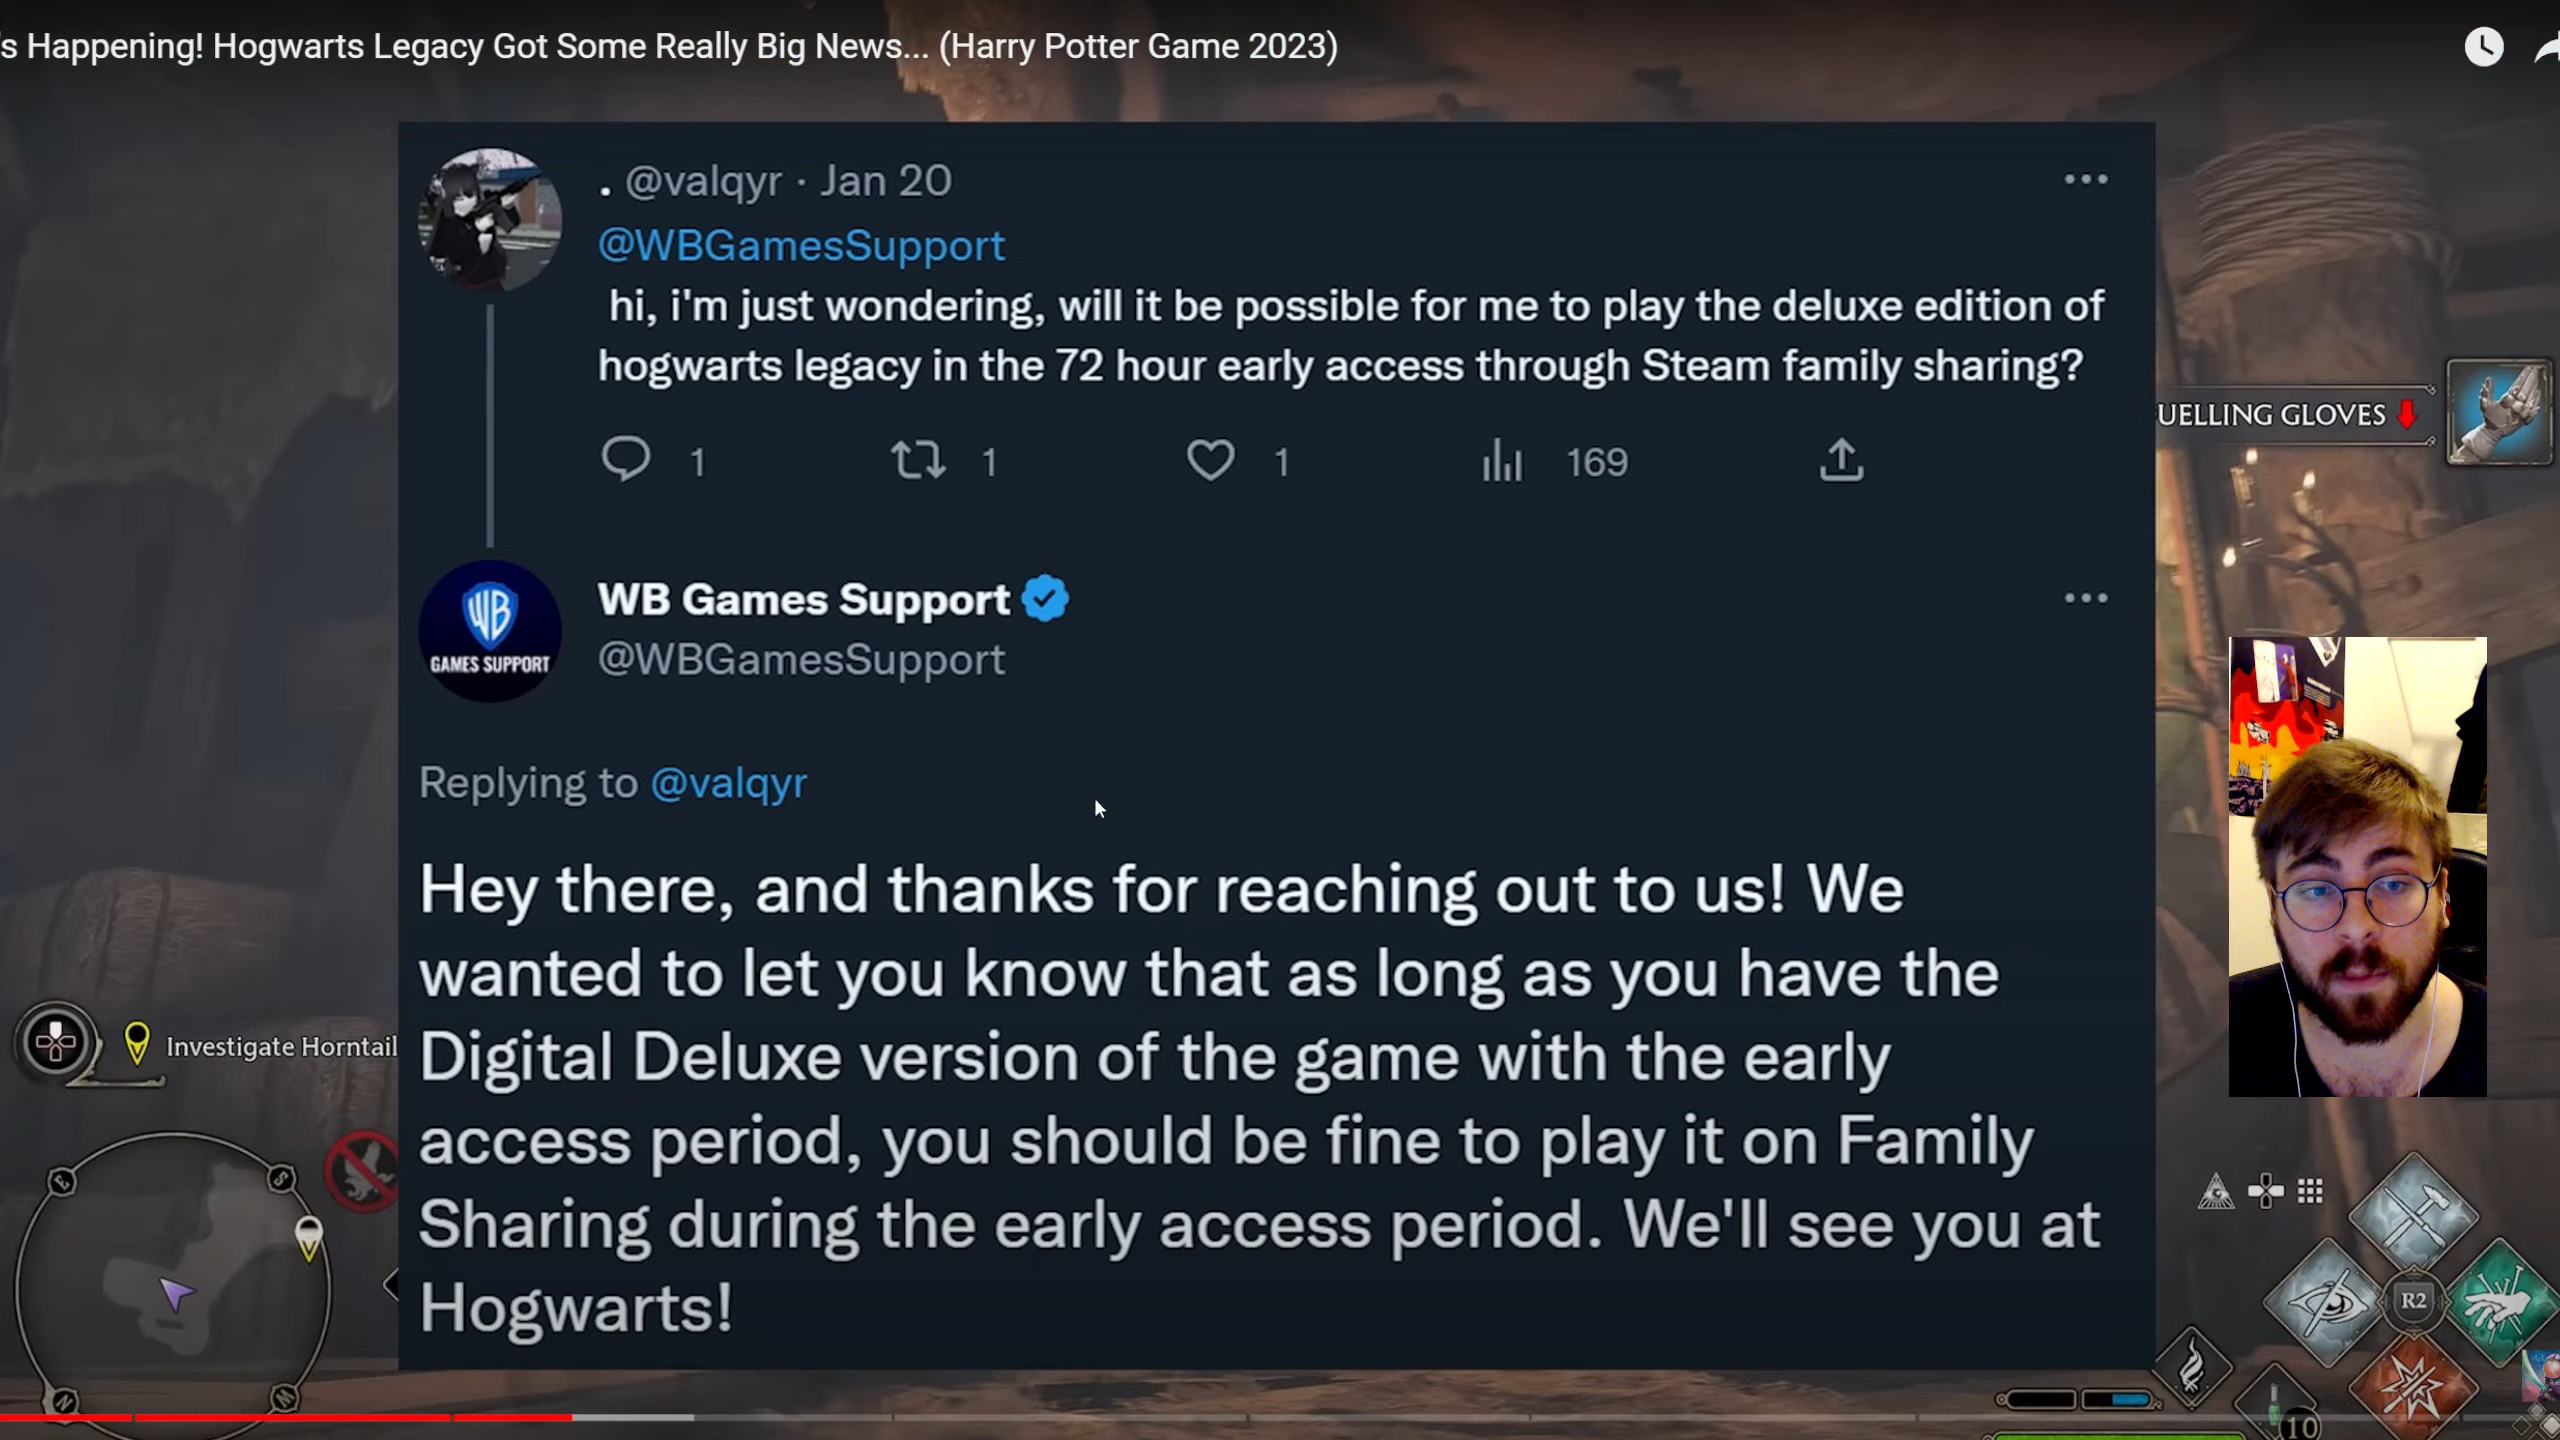 s Happening! Hogwarts Legacy Got Some Really Big News... (Harry Potter Game 2023)
. @valqyr · Jan 20
@WBGamesSupport
hi, i'm just wondering, will it be possible for me to play the deluxe edition of
hogwarts legacy in the 72 hour early access through Steam family sharing?
1 1 1 169
UELLING GLOVES
WB Games Support
@WBGamesSupport
WB
GAMES SUPPORT
Replying to @valqyr
Hey there, and thanks for reaching out to us! We
wanted to let you know that as long as you have the
Digital Deluxe version of the game with the early
access period, you should be fine to play it on Family
Sharing during the early access period. We'll see you at
Hogwarts!
Investigate Horntail
E
S
N
W
R2
10